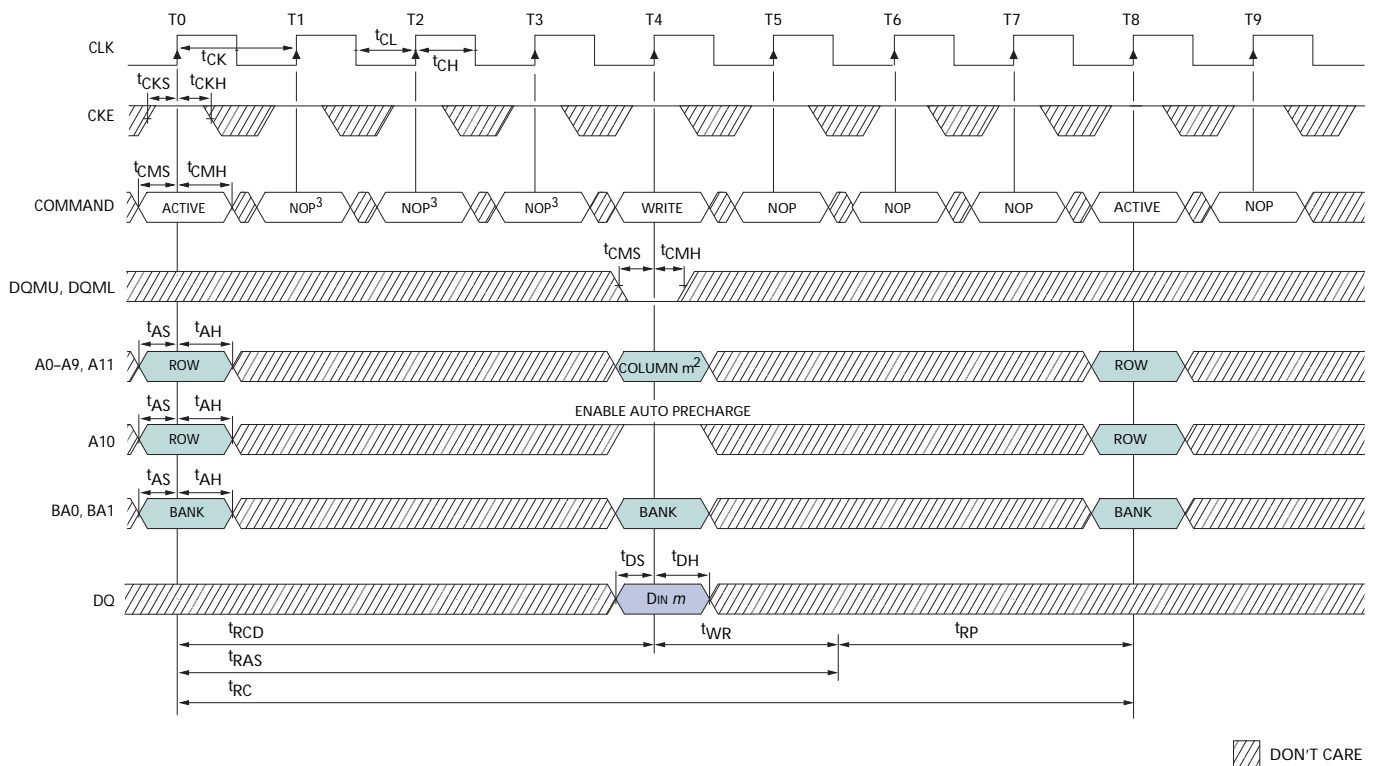 T0 T1 T2 T3 T4 T5 T6 T7 T8 T9
CLK
tCK
tCL
tCH
tCKS tCKH
CKE
tCMS tCMH
COMMAND ACTIVE NOP3 NOP3 NOP3 WRITE NOP NOP NOP ACTIVE NOP
tCMS tCMH
DQMU, DQML
tAS tAH
A0–A9, A11 ROW COLUMN m2 ROW
tAS tAH
ENABLE AUTO PRECHARGE
A10 ROW ROW
tAS tAH
BA0, BA1 BANK BANK BANK
tDS tDH
DQ DIN m
tRCD tWR tRP
tRAS
tRC
DON'T CARE